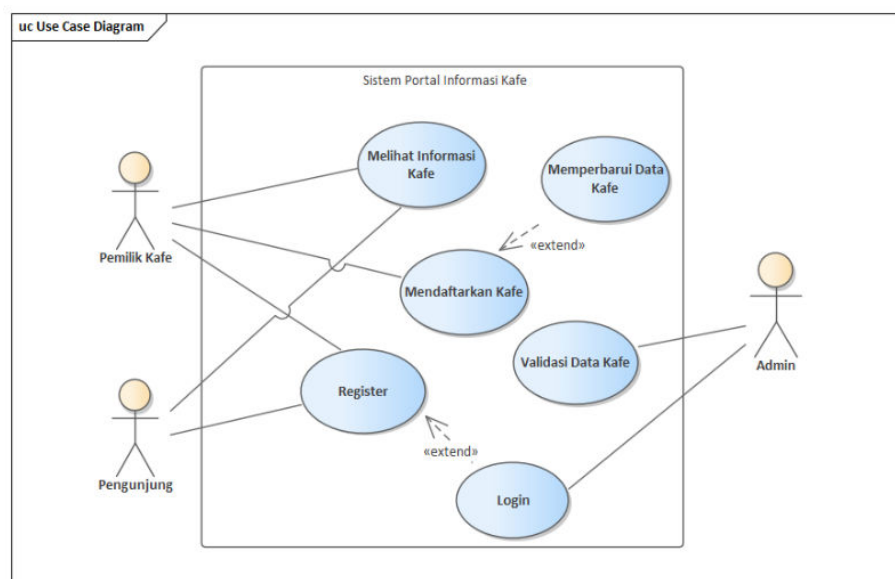 uc Use Case Diagram
Sistem Portal Informasi Kafe
Melihat Informasi
Kafe
Memperbarui Data
Kafe
Pemilik Kafe
«extend»
Mendaftarkan Kafe
Validasi Data Kafe
Admin
Register
Pengunjung
«extend»
Login